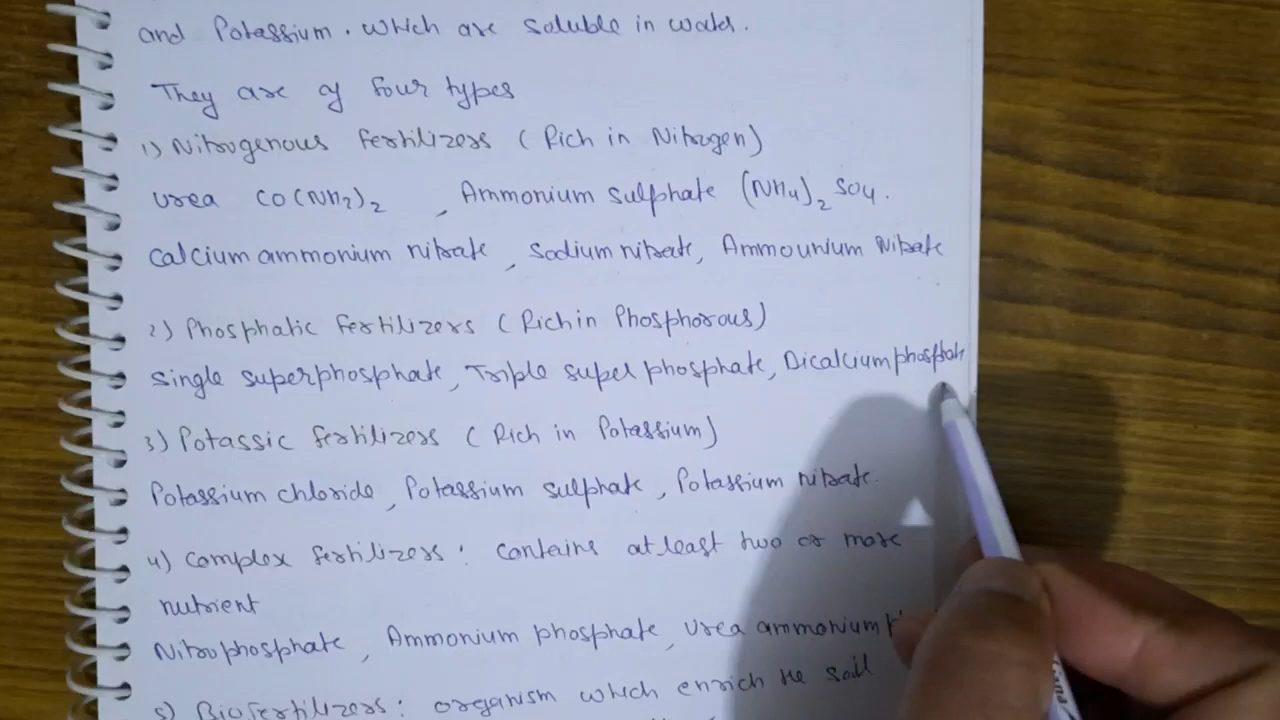 and Potassium. which are soluble in water.
They are of four types
1) Nitrogenous fertilizers (Rich in Nitrogen)
Urea CO(NH2)2 , Ammonium sulphate (NH4)2 SO4.
Calcium ammonium nitrate, Sodium nitrate, Ammounium Nitrate
2) Phosphatic fertilizers (Rich in Phosphorous)
Single superphosphate, Triple super phosphate, Dicalcium phosphate
3) Potassic fertilizers (Rich in Potassium)
Potassium chloride, Potassium sulphate, Potassium nitrate.
4) Complex fertilizers: contains at least two or more
nutrient
Nitrophosphate, Ammonium phosphate, Urea ammonium
5) Biofertilizers: organism which enrich the soil